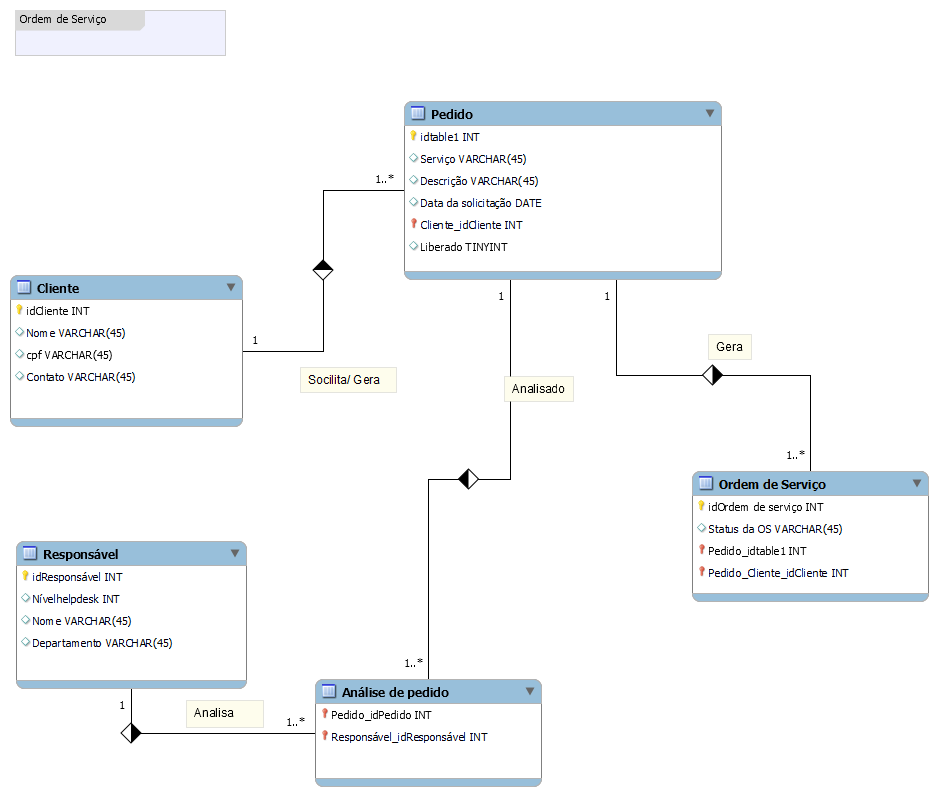 Ordem de Serviço
Pedido
idtable1 INT
Serviço VARCHAR(45)
Descrição VARCHAR(45)
Data da solicitação DATE
Cliente_idCliente INT
Liberado TINYINT
1..*
Cliente
idCliente INT
Nome VARCHAR(45)
cpf VARCHAR(45)
Contato VARCHAR(45)
1
Socilita/ Gera
1
1
Analisado
Gera
1..*
Ordem de Serviço
idOrdem de serviço INT
Status da OS VARCHAR(45)
Pedido_idtable1 INT
Pedido_Cliente_idCliente INT
Responsável
idResponsável INT
Nívelhelpdesk INT
Nome VARCHAR(45)
Departamento VARCHAR(45)
1
Analisa
1..*
1..*
Análise de pedido
Pedido_idPedido INT
Responsável_idResponsável INT